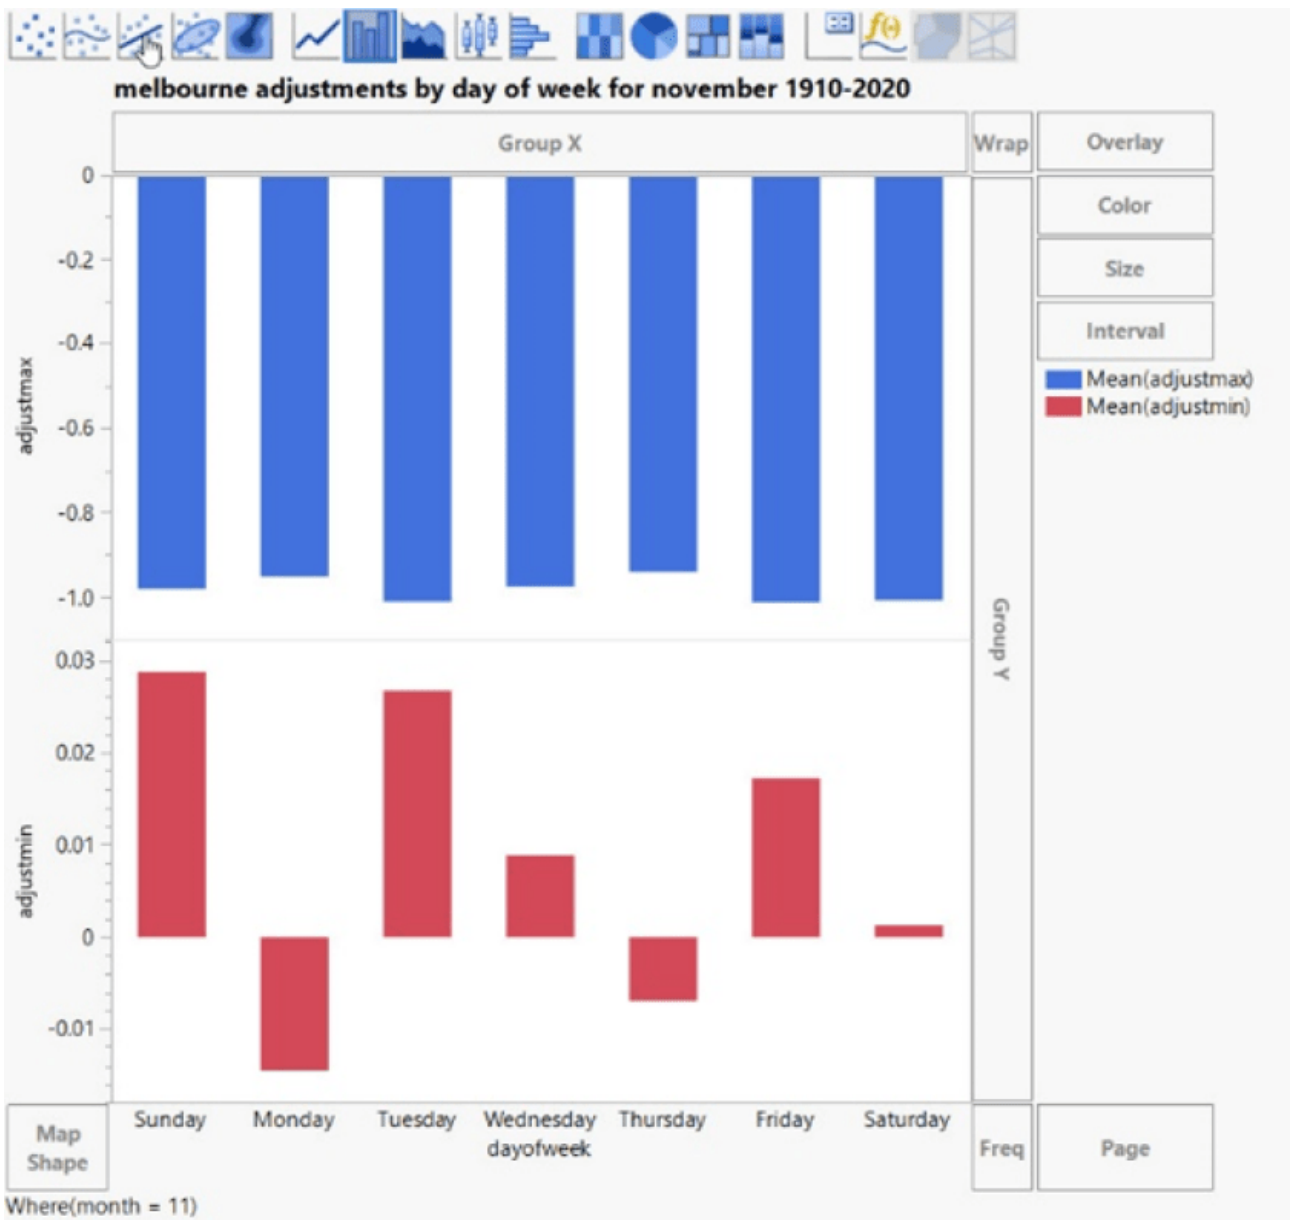 f(x)
melbourne adjustments by day of week for november 1910-2020
Group X
Wrap
Overlay
Color
Size
Interval
Mean(adjustmax)
Mean(adjustmin)
0
-0.2
-0.4
-0.6
-0.8
-1.0
adjustmax
0.03
0.02
0.01
0
-0.01
adjustmin
Group Y
Sunday Monday Tuesday Wednesday Thursday Friday Saturday
dayofweek
Map
Shape
Freq
Page
Where(month = 11)